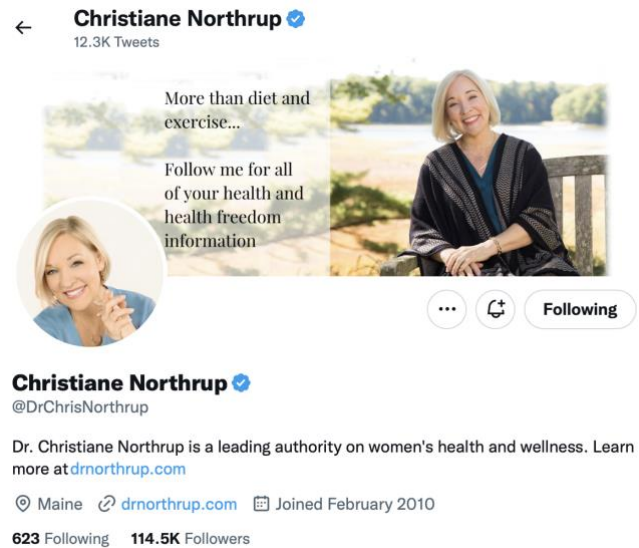 Christiane Northrup
12.3K Tweets
More than diet and
exercise...
Follow me for all
of your health and
health freedom
information
Following
Christiane Northrup
@DrChrisNorthrup
Dr. Christiane Northrup is a leading authority on women's health and wellness. Learn
more at drnorthrup.com
Maine drnorthrup.com Joined February 2010
623 Following 114.5K Followers